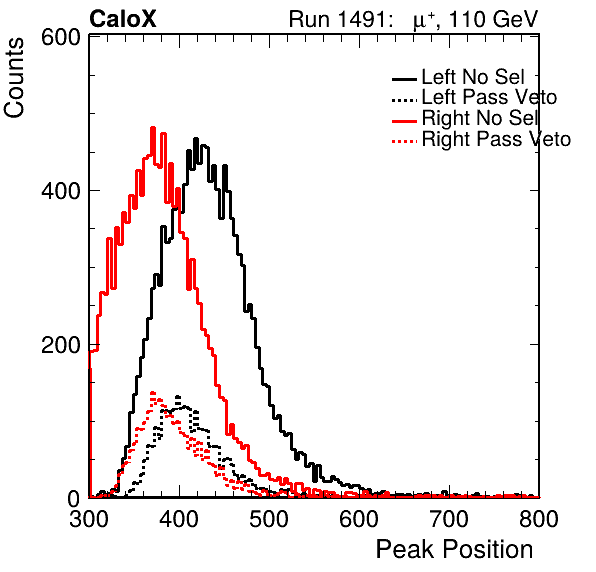 CaloX Run 1491: μ⁺, 110 GeV
Counts
600
400
200
0
Left No Sel
Left Pass Veto
Right No Sel
Right Pass Veto
300 400 500 600 700 800
Peak Position